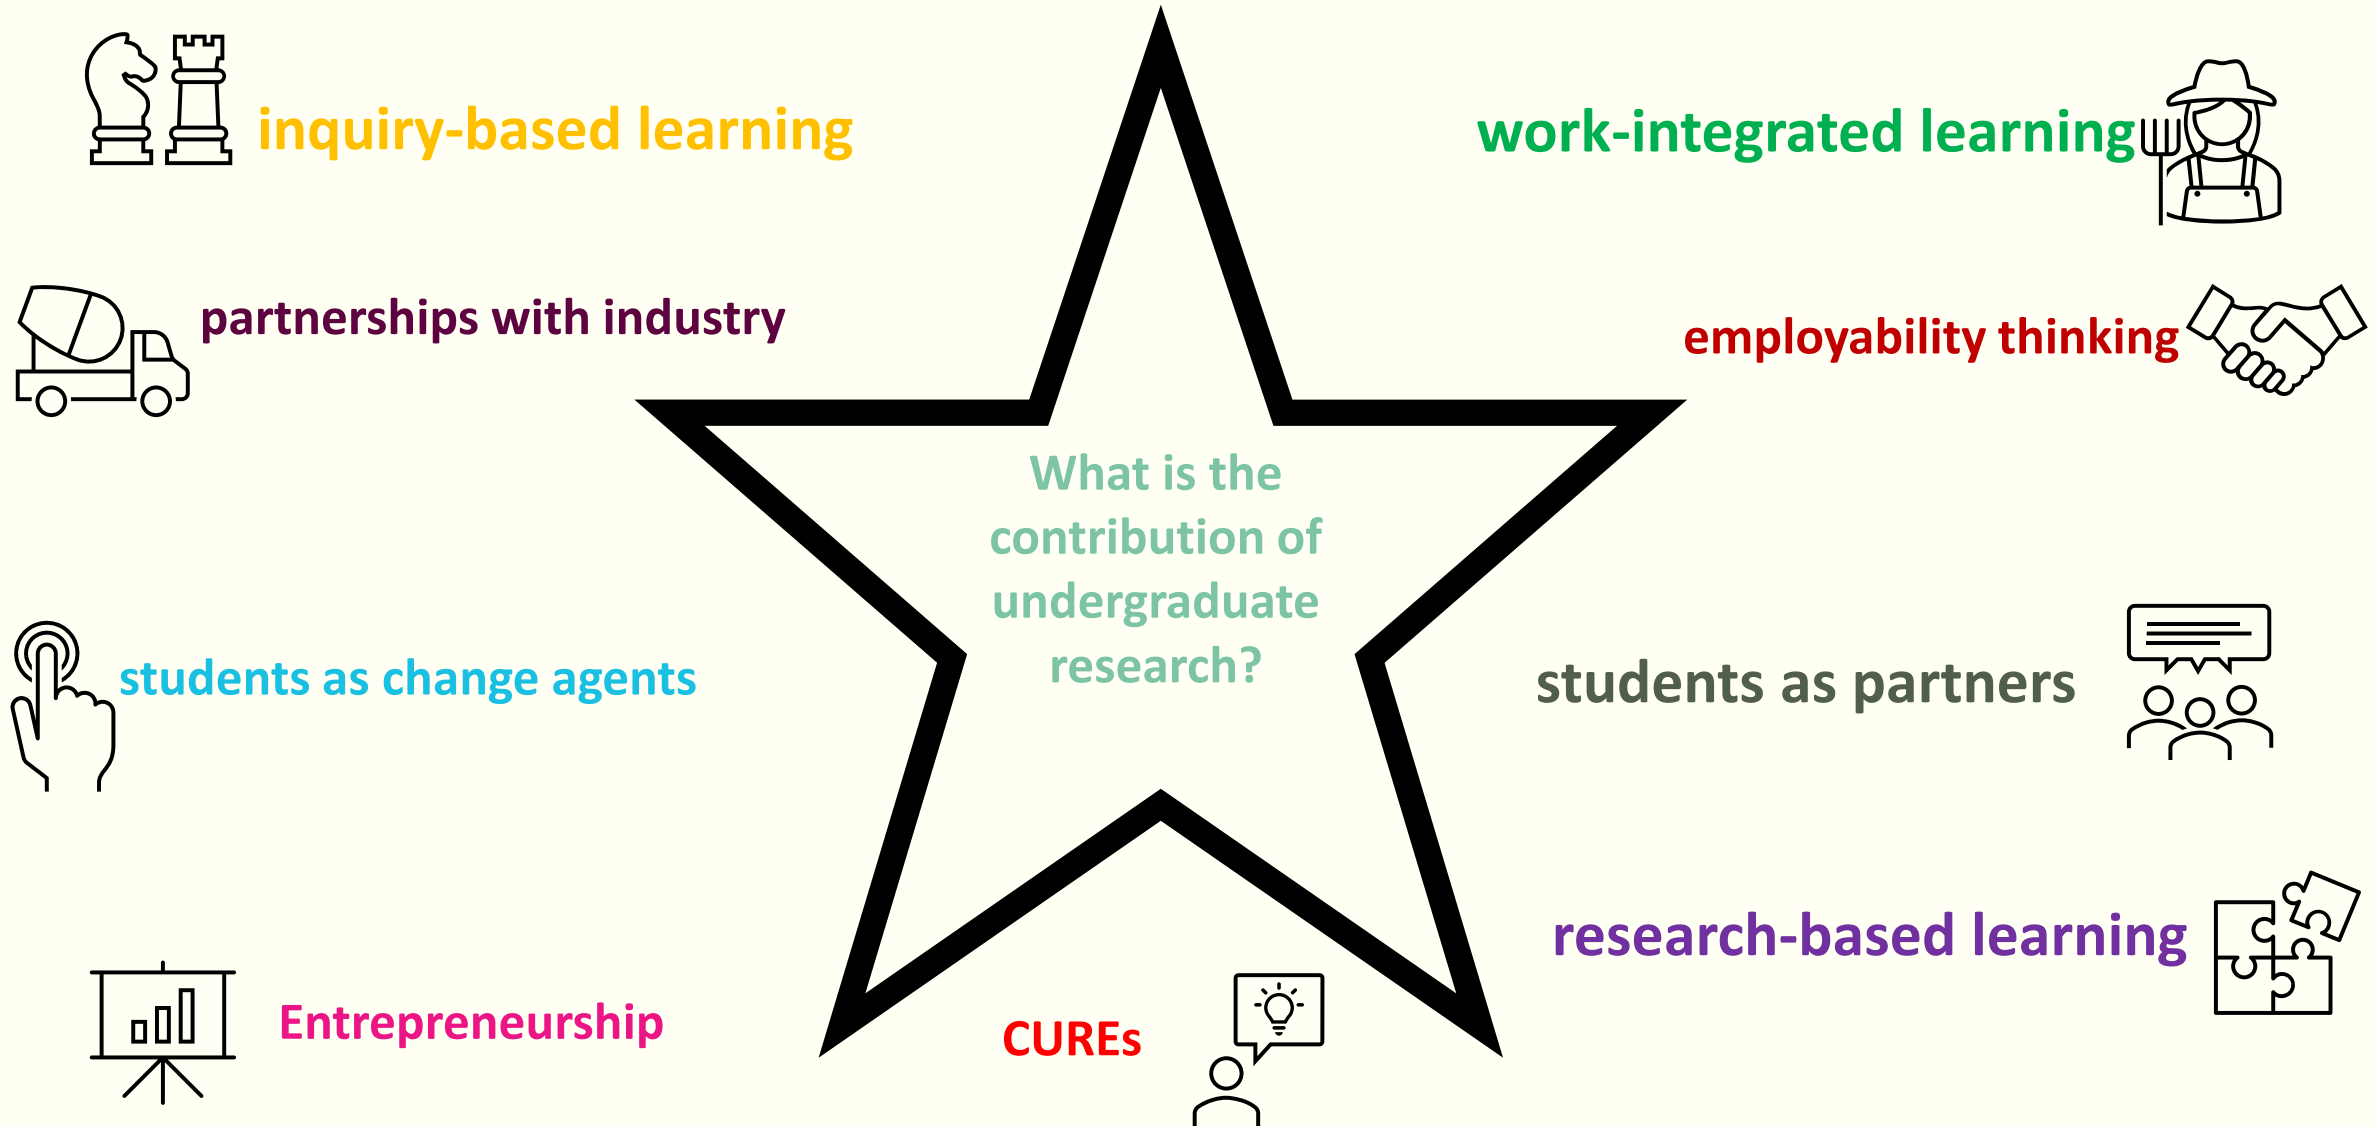 inquiry-based learning
work-integrated learning
partnerships with industry
employability thinking
What is the
contribution of
undergraduate
research?
students as change agents
students as partners
research-based learning
Entrepreneurship
CUREs